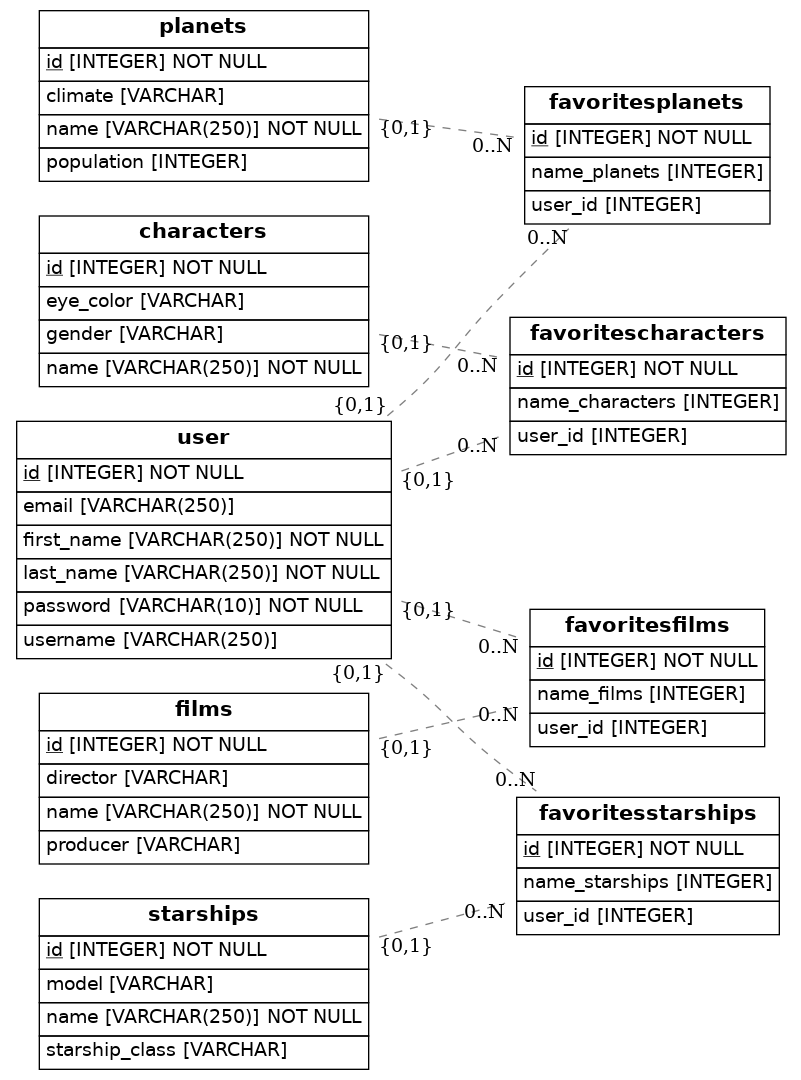 planets
id [INTEGER] NOT NULL
climate [VARCHAR]
name [VARCHAR(250)] NOT NULL
population [INTEGER]
{0,1}
0..N
favoritesplanets
id [INTEGER] NOT NULL
name_planets [INTEGER]
user_id [INTEGER]
0..N
characters
id [INTEGER] NOT NULL
eye_color [VARCHAR]
gender [VARCHAR]
name [VARCHAR(250)] NOT NULL
{0,1}
0..N
favoritescharacters
id [INTEGER] NOT NULL
name_characters [INTEGER]
user_id [INTEGER]
{0,1}
0..N
{0,1}
user
id [INTEGER] NOT NULL
email [VARCHAR(250)]
first_name [VARCHAR(250)] NOT NULL
last_name [VARCHAR(250)] NOT NULL
password [VARCHAR(10)] NOT NULL
username [VARCHAR(250)]
{0,1}
0..N
favoritesfilms
id [INTEGER] NOT NULL
name_films [INTEGER]
user_id [INTEGER]
{0,1}
0..N
films
id [INTEGER] NOT NULL
director [VARCHAR]
name [VARCHAR(250)] NOT NULL
producer [VARCHAR]
{0,1}
0..N
favoritesstarships
id [INTEGER] NOT NULL
name_starships [INTEGER]
user_id [INTEGER]
0..N
{0,1}
starships
id [INTEGER] NOT NULL
model [VARCHAR]
name [VARCHAR(250)] NOT NULL
starship_class [VARCHAR]